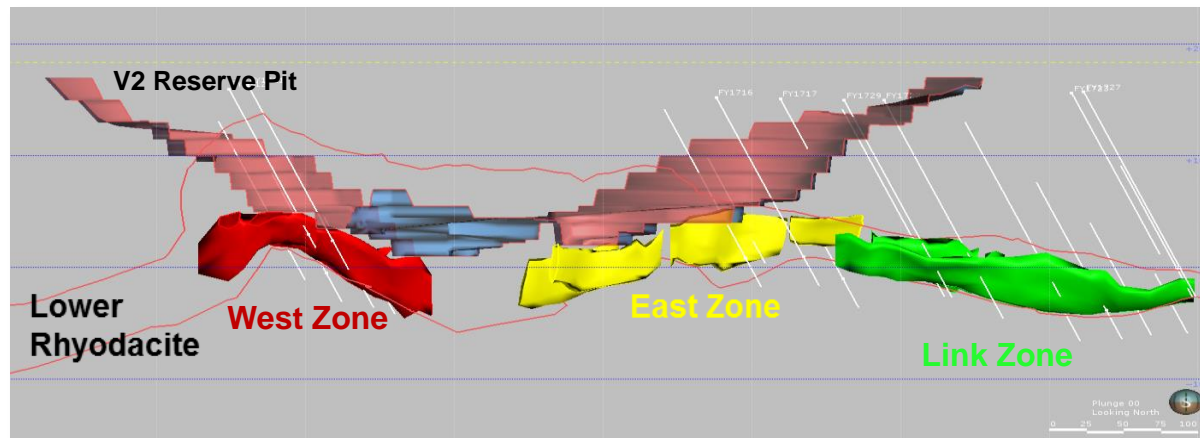 V2 Reserve Pit
FY1716
FY1717
FY1729
Lower
Rhyodacite
West Zone
East Zone
Link Zone
Plunge 00
Looking North
0 25 50 75 100